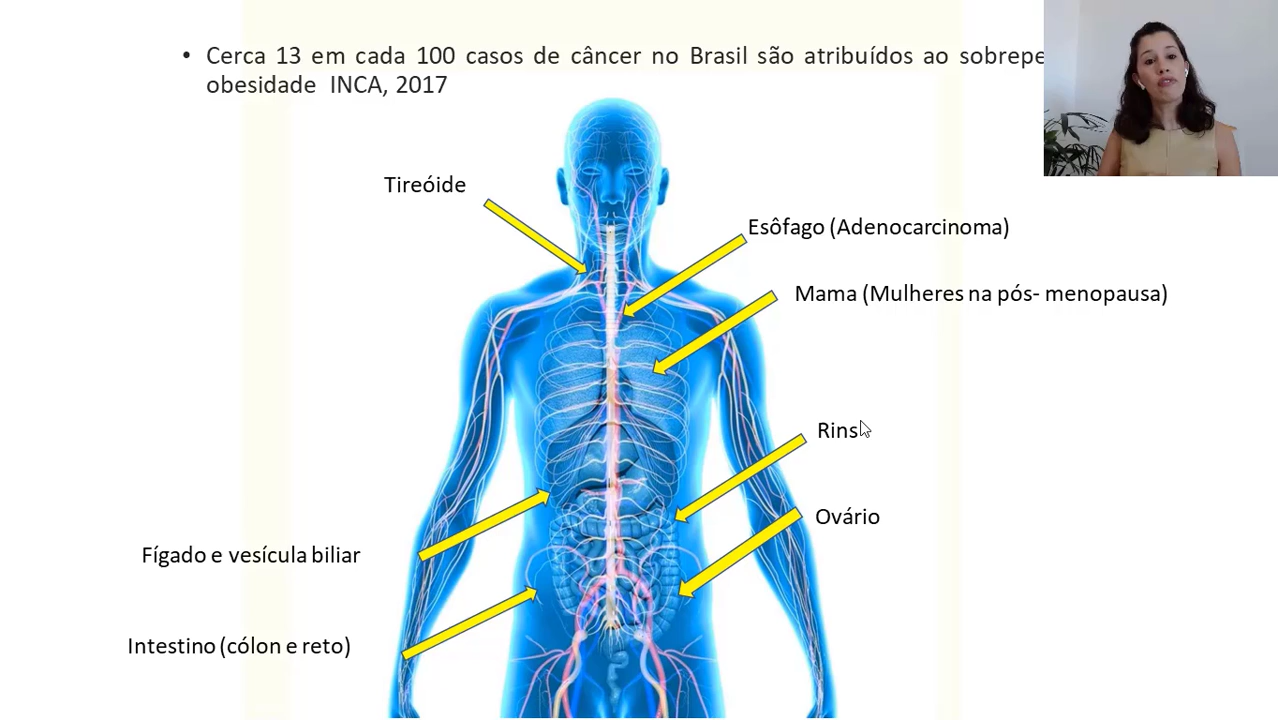 • Cerca 13 em cada 100 casos de câncer no Brasil são atribuídos ao
obesidade INCA, 2017
Tireóide
Esôfago (Adenocarcinoma)
Mama (Mulheres na pós- menopausa)
Rins
Ovário
Fígado e vesícula biliar
Intestino (cólon e reto)